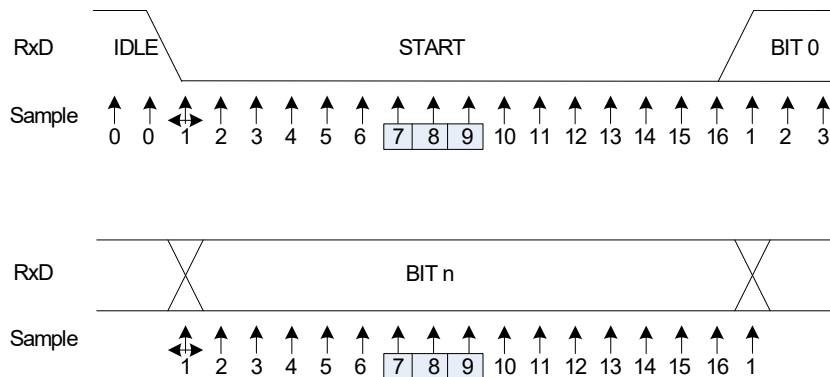 RxD IDLE START BIT 0
Sample
0 0 1 2 3 4 5 6 7 8 9 10 11 12 13 14 15 16 1 2 3
RxD BIT n
Sample
1 2 3 4 5 6 7 8 9 10 11 12 13 14 15 16 1